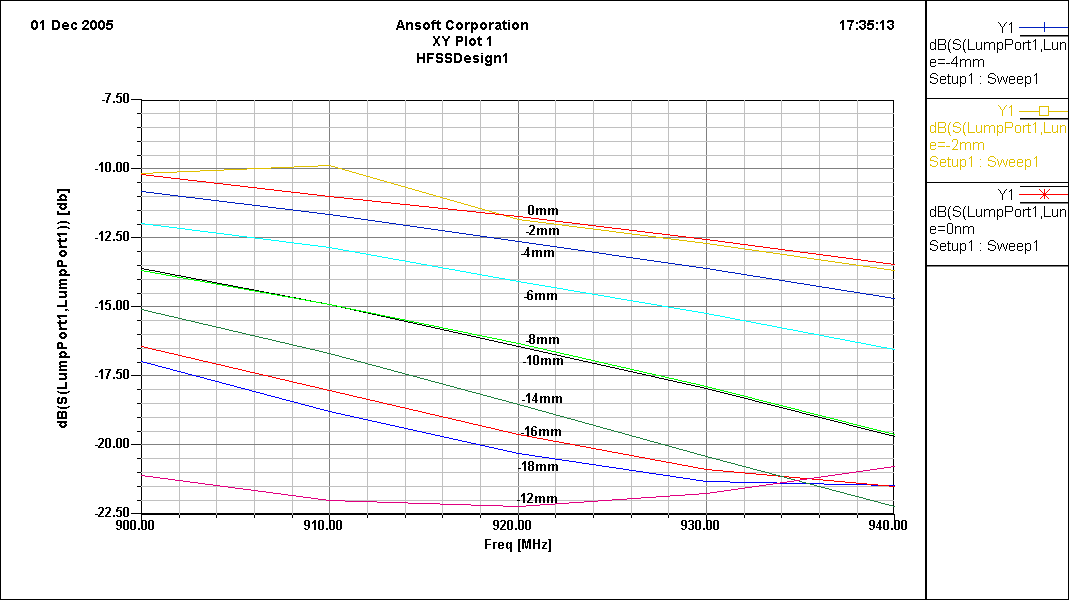 01 Dec 2005
Ansoft Corporation
17:35:13
XY Plot 1
HFSSDesign1
Y1
dB(S(LumpPort1,Lun
e=-4mm
Setup1 : Sweep1
Y1
dB(S(LumpPort1,Lun
e=-2mm
Setup1 : Sweep1
Y1
dB(S(LumpPort1,Lun
e=0nm
Setup1 : Sweep1
dB(S(LumpPort1,LumpPort1)) [db]
-7.50
-10.00
-12.50
-15.00
-17.50
-20.00
-22.50
0mm
-2mm
-4mm
-6mm
-8mm
-10mm
-14mm
-16mm
-18mm
-12mm
900.00
910.00
920.00
930.00
940.00
Freq [MHz]